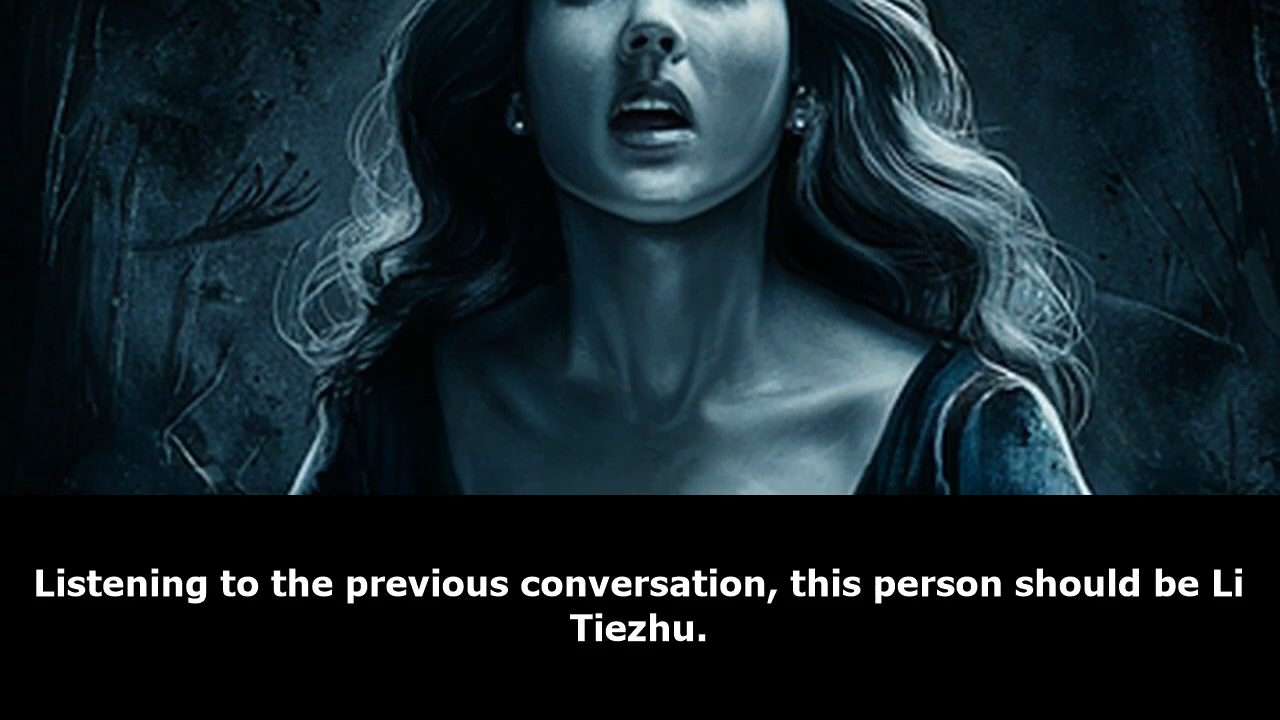 Listening to the previous conversation, this person should be Li
Tiezhu.